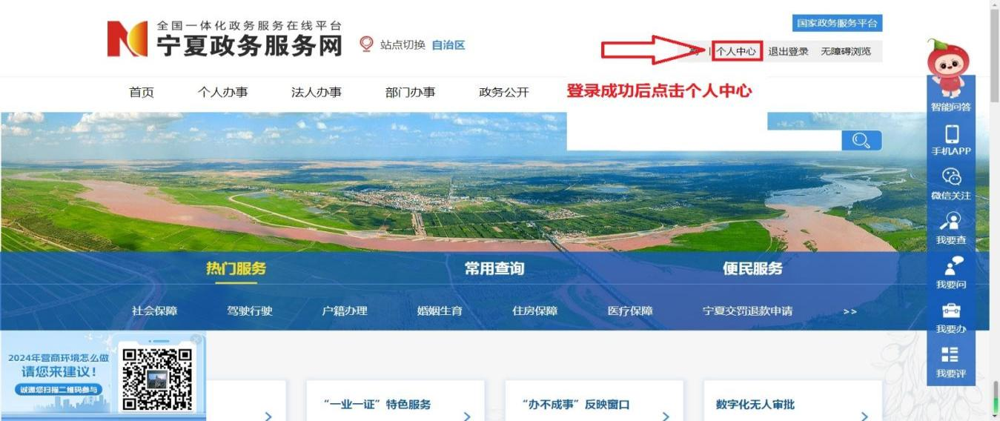 全国一体化政务服务在线平台
宁夏政务服务网
站点切换 自治区
国家政务服务平台
个人中心 退出登录 无障碍浏览
首页 个人办事 法人办事 部门办事 政务公开
登录成功后点击个人中心
智能问答
手机APP
微信关注
我要查
我要问
我要办
我要评
热门服务 常用查询 便民服务
社会保障 驾驶行驶 户籍办理 婚姻生育 住房保障 医疗保障 宁夏交罚退款申请 >>
2024年营商环境怎么做
请您来建议！
诚邀您扫描二维码参与
“一业一证”特色服务
“办不成事”反映窗口
数字化无人审批